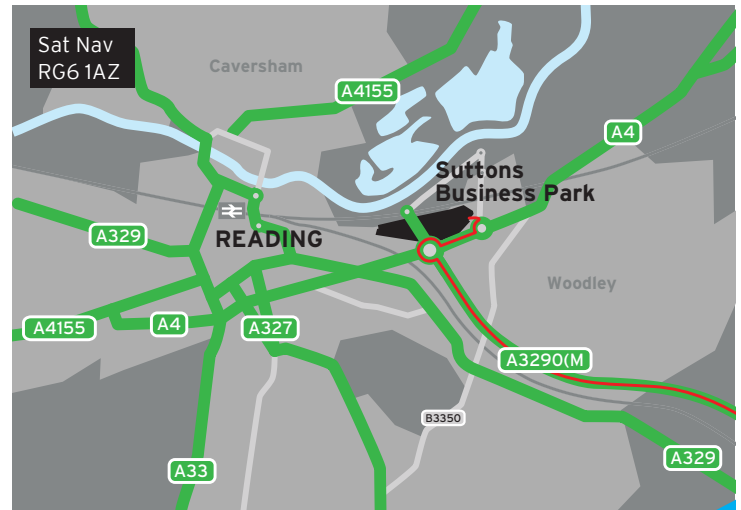 Sat Nav
RG6 1AZ
Caversham
A4155
A4
Suttons
Business Park
A329
READING
Woodley
A4155
A4
A327
A3290(M
B3350
A33
A329